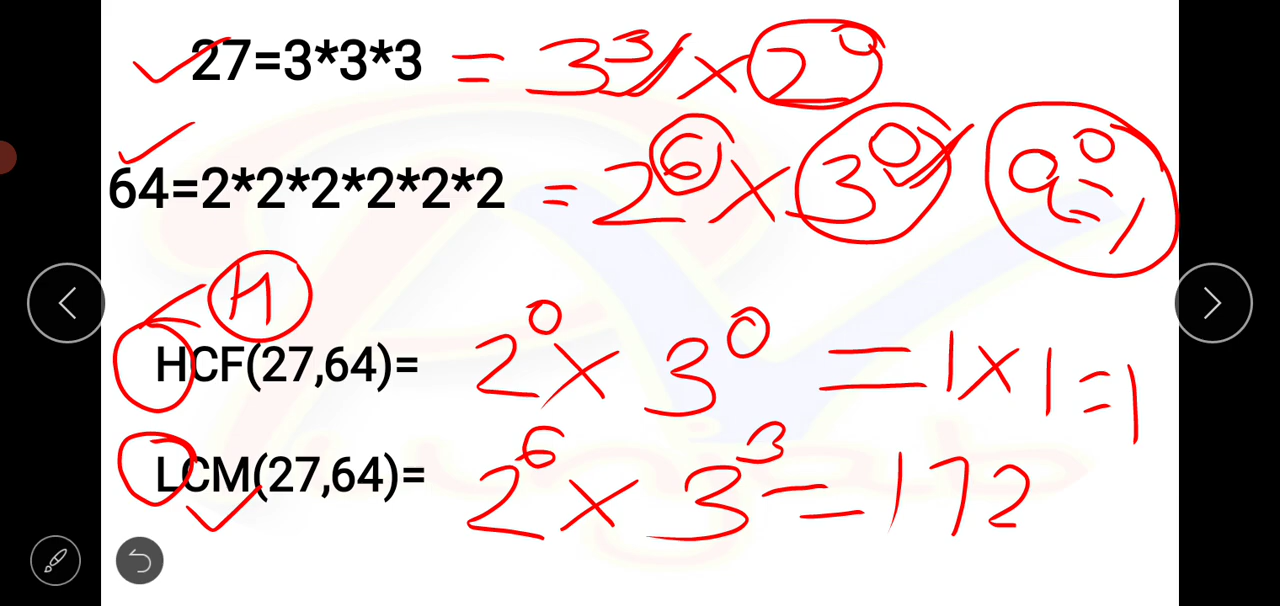 27=3*3*3 = 3³ × 2⁰
64=2*2*2*2*2*2 = 2⁶ × 3⁰ a⁰=1
H
HCF(27,64)= 2⁰ × 3⁰ = 1 × 1 = 1
LCM(27,64)= 2⁶ × 3³ = 172